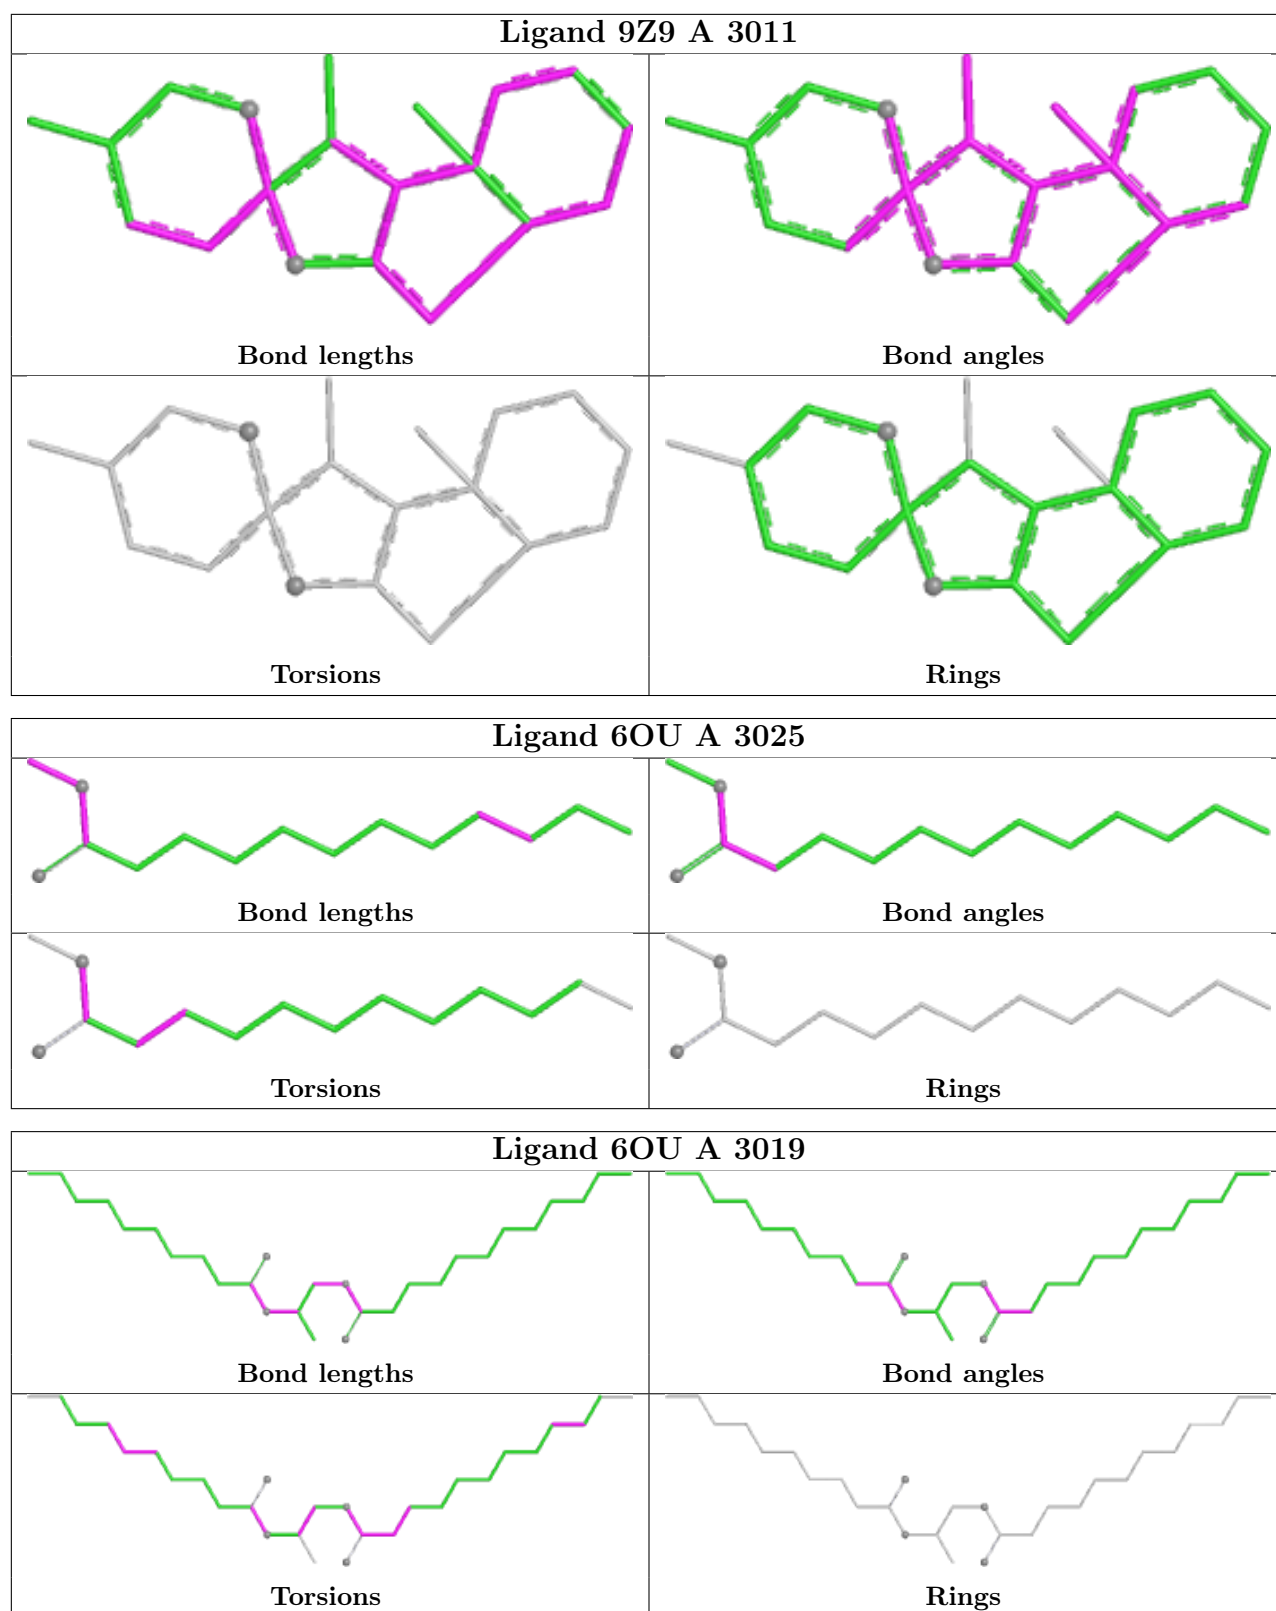 Ligand 9Z9 A 3011
Bond lengths
Bond angles
Torsions
Rings
Ligand 6OU A 3025
Bond lengths
Bond angles
Torsions
Rings
Ligand 6OU A 3019
Bond lengths
Bond angles
Torsions
Rings